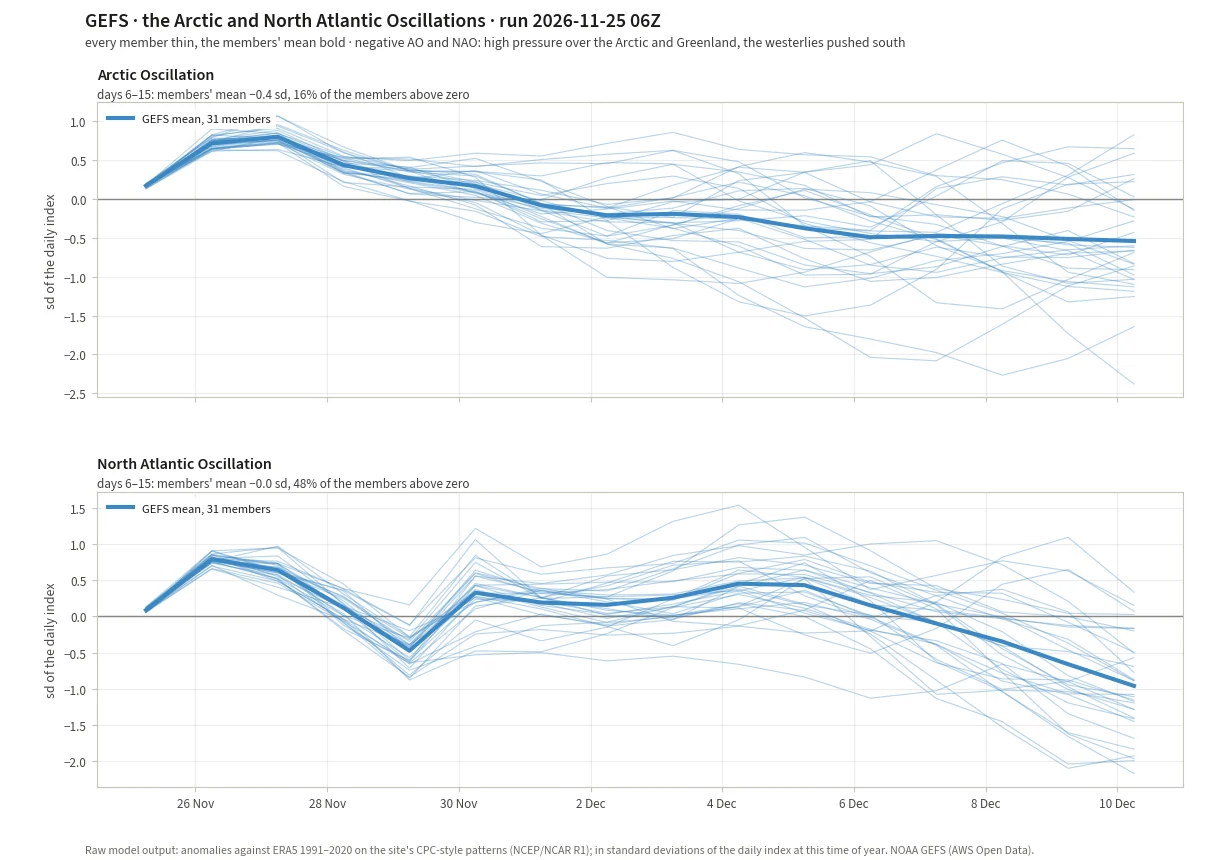 GEFS · the Arctic and North Atlantic Oscillations · run 2026-11-25 06Z
every member thin, the members' mean bold · negative AO and NAO: high pressure over the Arctic and Greenland, the westerlies pushed south
Arctic Oscillation
days 6–15: members' mean −0.4 sd, 16% of the members above zero
GEFS mean, 31 members
sd of the daily index
1.0
0.5
0.0
−0.5
−1.0
−1.5
−2.0
−2.5
North Atlantic Oscillation
days 6–15: members' mean −0.0 sd, 48% of the members above zero
GEFS mean, 31 members
sd of the daily index
1.5
1.0
0.5
0.0
−0.5
−1.0
−1.5
−2.0
26 Nov 28 Nov 30 Nov 2 Dec 4 Dec 6 Dec 8 Dec 10 Dec
Raw model output: anomalies against ERA5 1991–2020 on the site's CPC-style patterns (NCEP/NCAR R1); in standard deviations of the daily index at this time of year. NOAA GEFS (AWS Open Data).